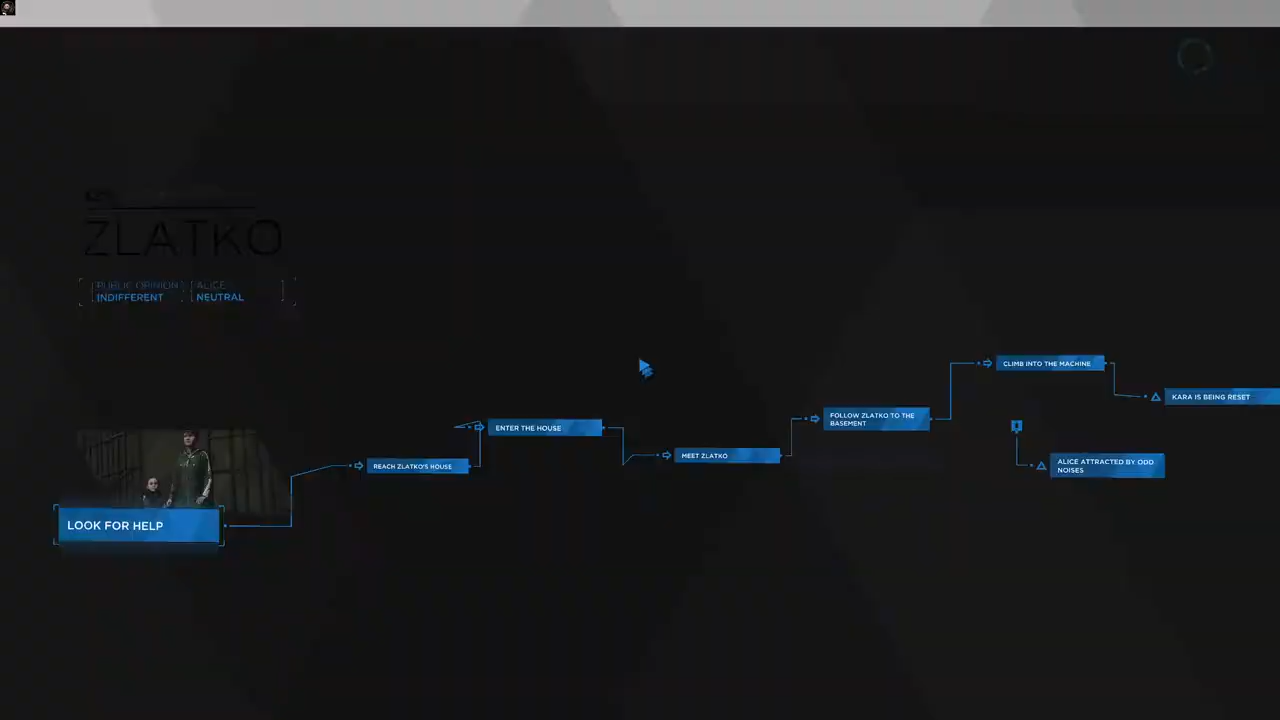 ZLATKO
PUBLIC OPINION
INDIFFERENT
ALICE
NEUTRAL
CLIMB INTO THE MACHINE
KARA IS BEING RESET
FOLLOW ZLATKO TO THE
BASEMENT
ENTER THE HOUSE
MEET ZLATKO
REACH ZLATKO'S HOUSE
ALICE ATTRACTED BY ODD
NOISES
LOOK FOR HELP